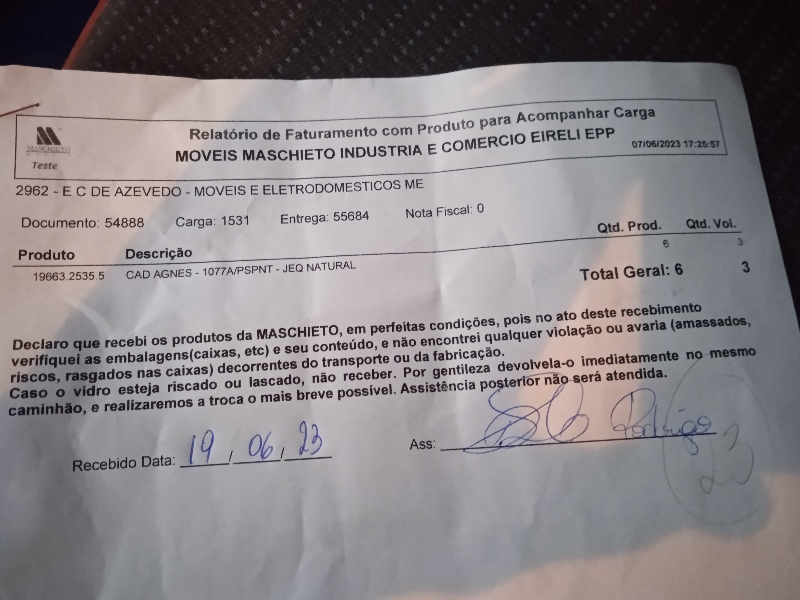 Relatório de Faturamento com Produto para Acompanhar Carga
MASCHIETO
Teste
MOVEIS MASCHIETO INDUSTRIA E COMERCIO EIRELI EPP
07/06/2023 17:25:57
2962 - E C DE AZEVEDO - MOVEIS E ELETRODOMESTICOS ME
Documento: 54888 Carga: 1531 Entrega: 55684 Nota Fiscal: 0
Produto Descrição Qtd. Prod. Qtd. Vol.
19663.2535.5 CAD AGNES - 1077A/PSPNT - JEQ NATURAL 6 3
Total Geral: 6 3
Declaro que recebi os produtos da MASCHIETO, em perfeitas condições, pois no ato deste recebimento
verifiquei as embalagens(caixas, etc) e seu conteúdo, e não encontrei qualquer violação ou avaria (amassados,
riscos, rasgados nas caixas) decorrentes do transporte ou da fabricação.
Caso o vidro esteja riscado ou lascado, não receber. Por gentileza devolvela-o imediatamente no mesmo
caminhão, e realizaremos a troca o mais breve possível. Assistência posterior não será atendida.
Recebido Data: 19 / 06 / 23 Ass: Rodrigo
23